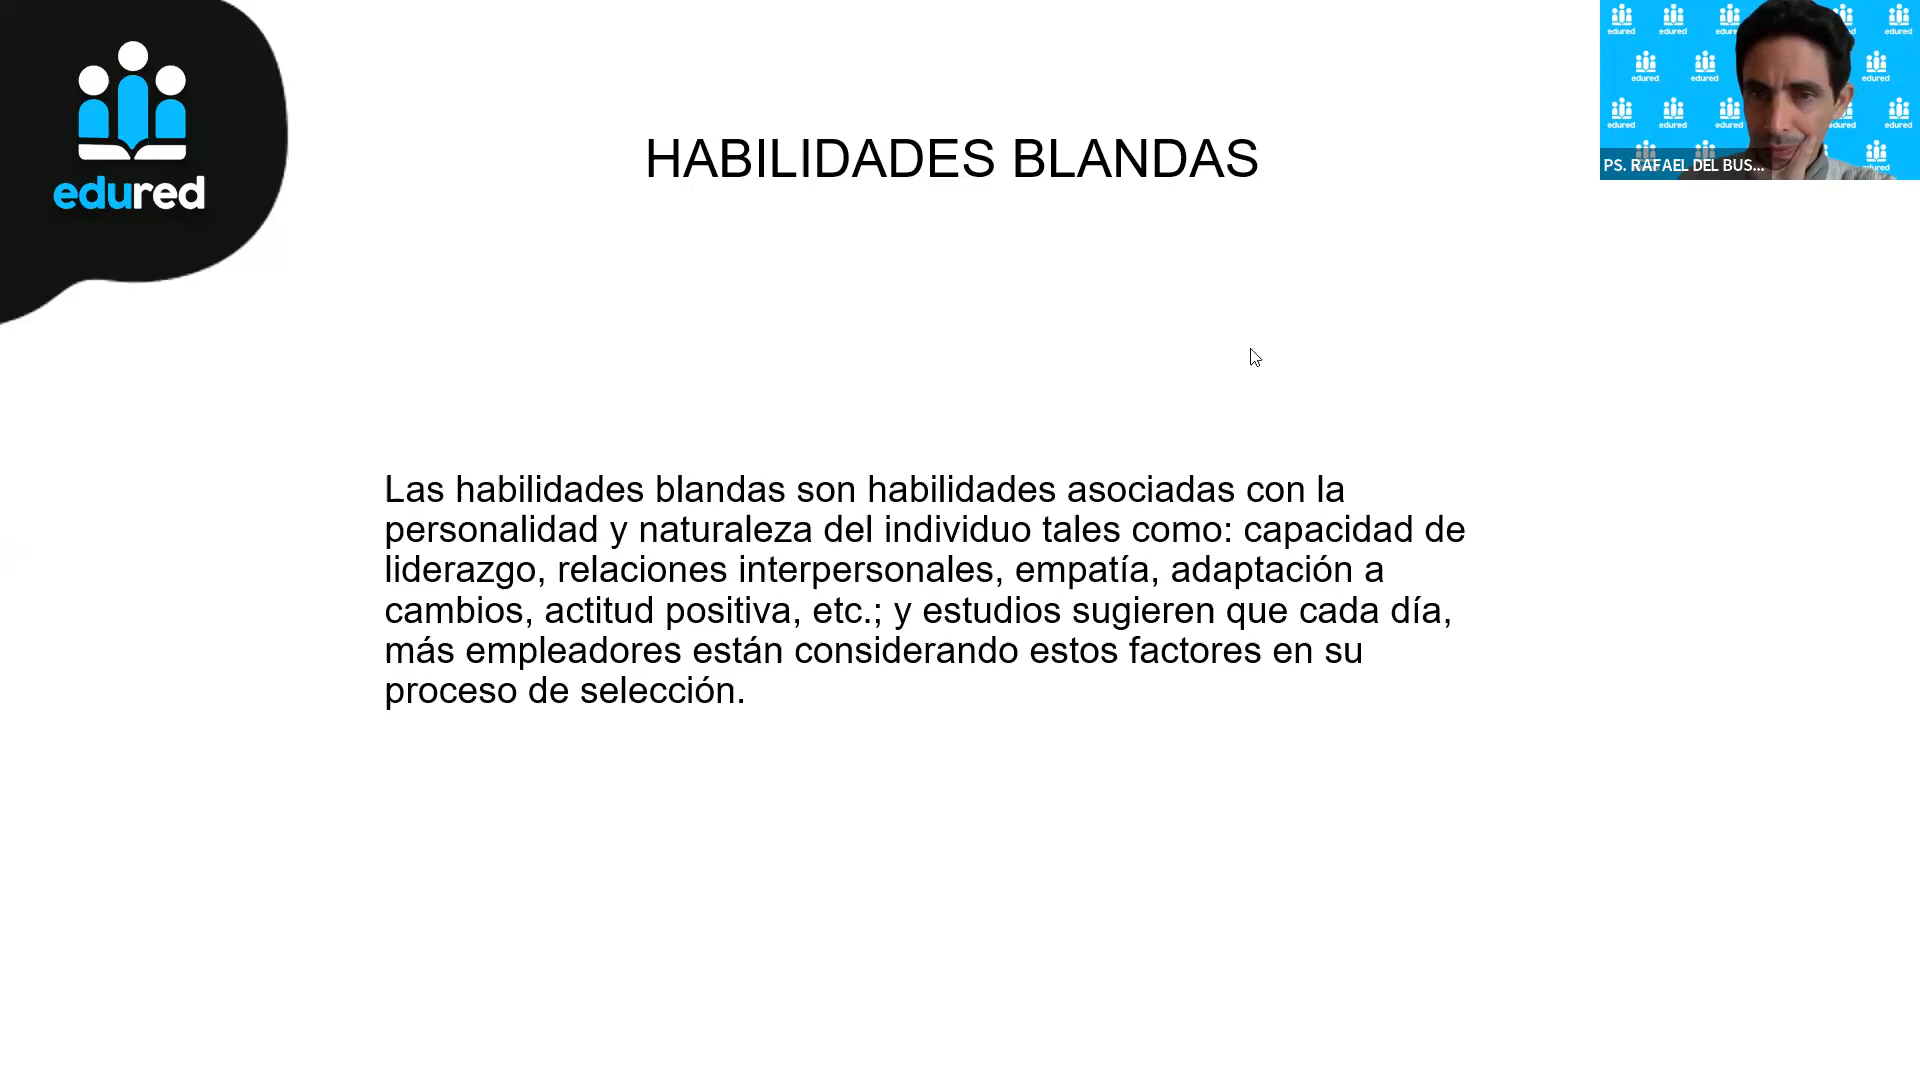 edured
HABILIDADES BLANDAS
PS. RAFAEL DEL BUS...
Las habilidades blandas son habilidades asociadas con la
personalidad y naturaleza del individuo tales como: capacidad de
liderazgo, relaciones interpersonales, empatía, adaptación a
cambios, actitud positiva, etc.; y estudios sugieren que cada día,
más empleadores están considerando estos factores en su
proceso de selección.